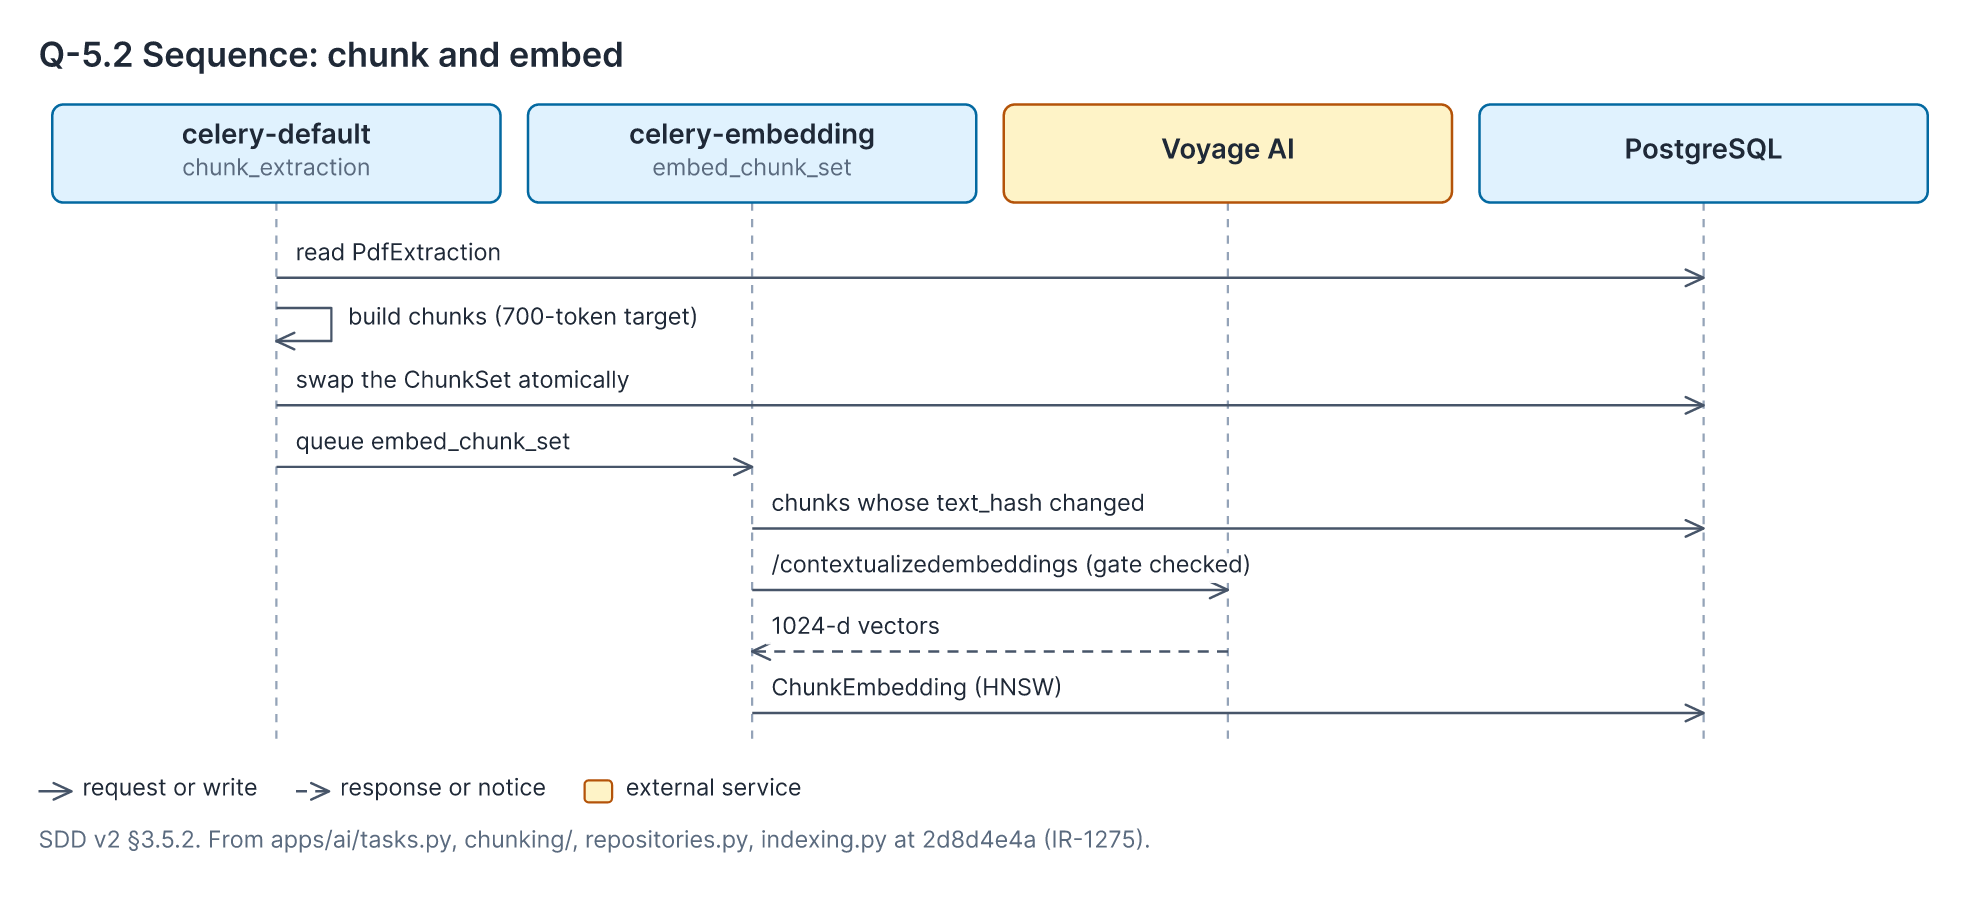 Q-5.2 Sequence: chunk and embed
celery-default
chunk_extraction
celery-embedding
embed_chunk_set
Voyage AI
PostgreSQL
read PdfExtraction
build chunks (700-token target)
swap the ChunkSet atomically
queue embed_chunk_set
chunks whose text_hash changed
/contextualizedembeddings (gate checked)
1024-d vectors
ChunkEmbedding (HNSW)
request or write
response or notice
external service
SDD v2 §3.5.2. From apps/ai/tasks.py, chunking/, repositories.py, indexing.py at 2d8d4e4a (IR-1275).